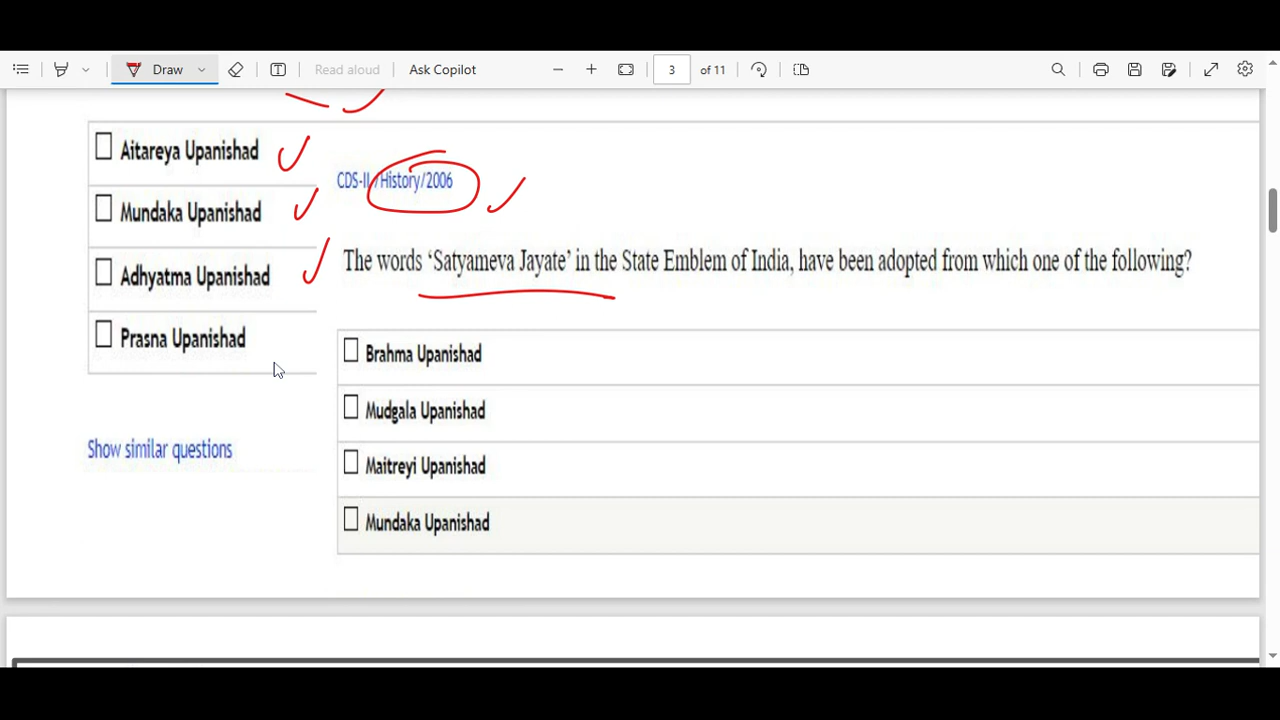 Draw
Read aloud
Ask Copilot
3
of 11
Aitareya Upanishad
Mundaka Upanishad
Adhyatma Upanishad
Prasna Upanishad
Show similar questions
CDS-II /History/2006
The words ‘Satyameva Jayate’ in the State Emblem of India, have been adopted from which one of the following?
Brahma Upanishad
Mudgala Upanishad
Maitreyi Upanishad
Mundaka Upanishad